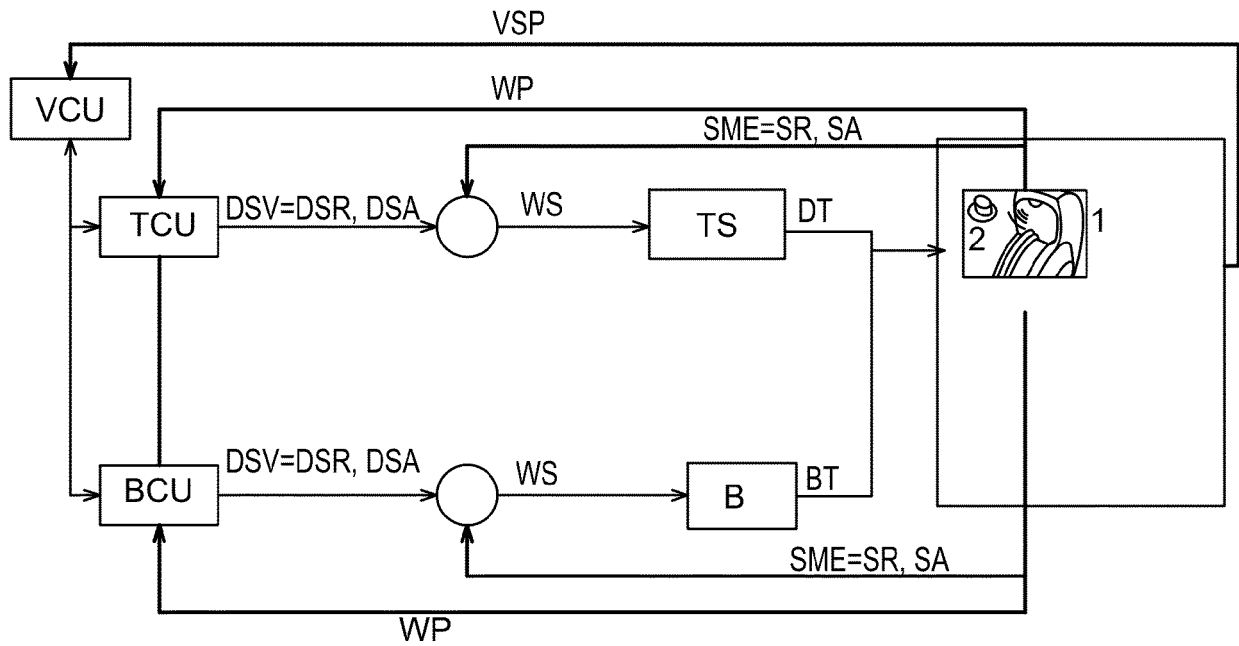 VSP
VCU
WP
SME=SR, SA
TCU
DSV=DSR, DSA
WS
TS
DT
1
2
BCU
DSV=DSR, DSA
WS
B
BT
SME=SR, SA
WP